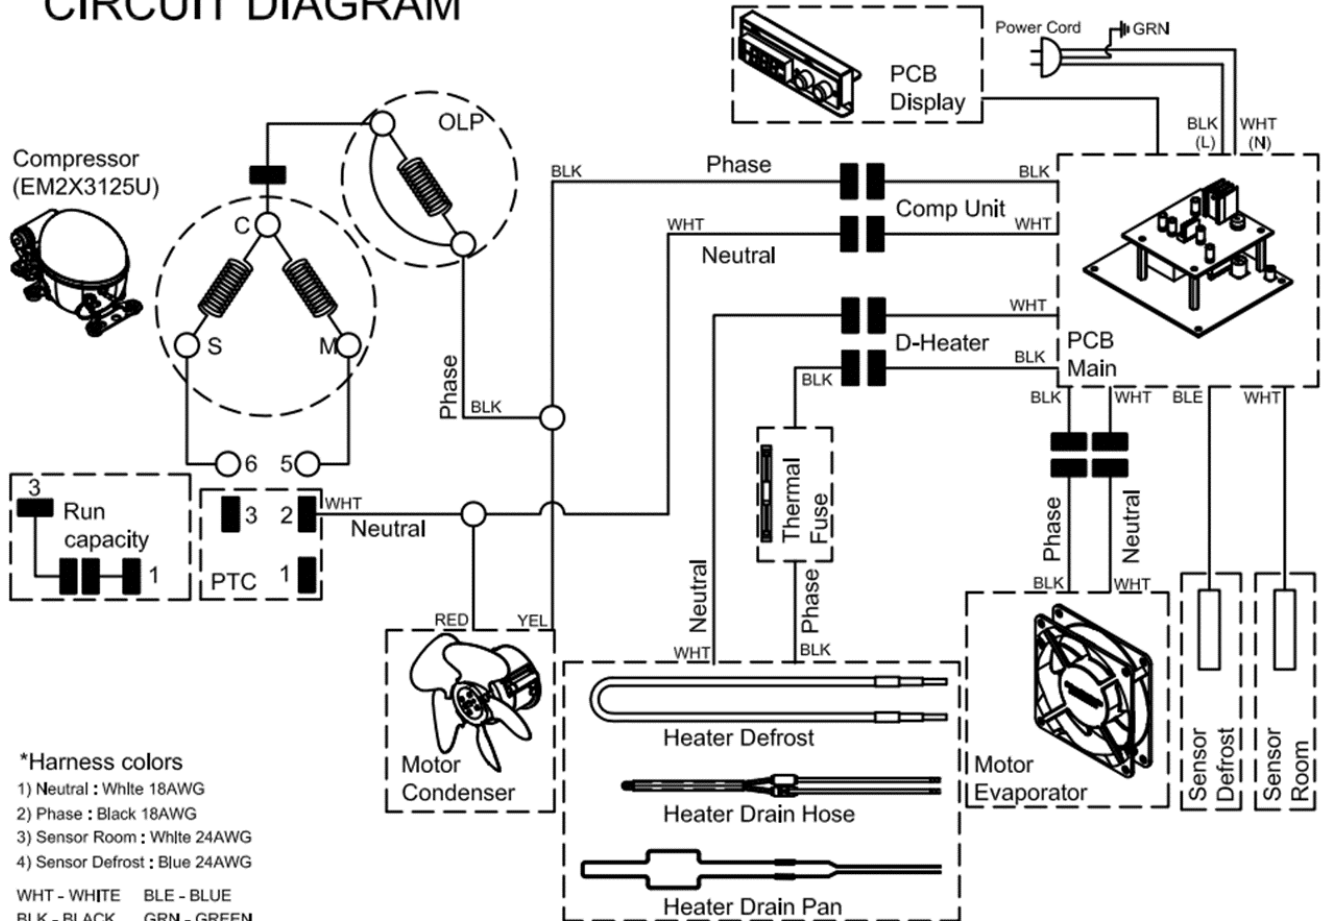 CIRCUIT DIAGRAM
Power Cord
GRN
PCB
Display
BLK
(L)
WHT
(N)
OLP
Compressor
(EM2X3125U)
C
S
M
BLK
Phase
BLK
Comp Unit
WHT
Neutral
WHT
WHT
D-Heater
BLK
BLK
PCB
Main
Phase
BLK
BLK
WHT
BLE
WHT
6
5
3
Run
capacity
1
3
2
PTC
1
WHT
Neutral
Thermal
Fuse
Phase
Neutral
Neutral
Phase
RED
YEL
WHT
BLK
BLK
WHT
Motor
Condenser
Heater Defrost
Heater Drain Hose
Heater Drain Pan
Motor
Evaporator
Sensor
Defrost
Sensor
Room
*Harness colors
1) Neutral : White 18AWG
2) Phase : Black 18AWG
3) Sensor Room : White 24AWG
4) Sensor Defrost : Blue 24AWG
WHT - WHITE BLE - BLUE
BLK - BLACK GRN - GREEN